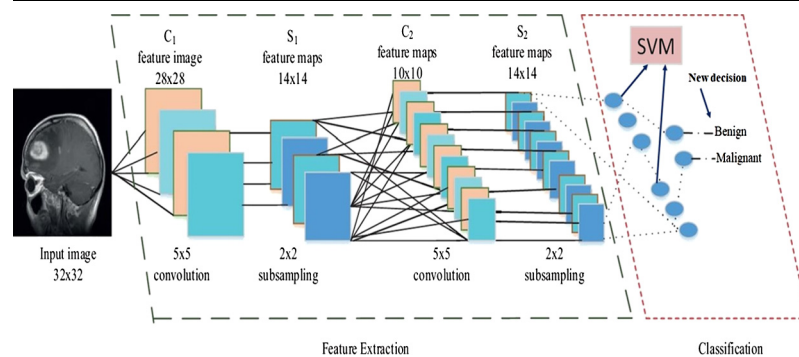 C1
feature image
28x28
S1
feature maps
14x14
C2
feature maps
10x10
S2
feature maps
14x14
SVM
New decision
Benign
Malignant
Input image
32x32
5x5
convolution
2x2
subsampling
5x5
convolution
2x2
subsampling
Feature Extraction
Classification